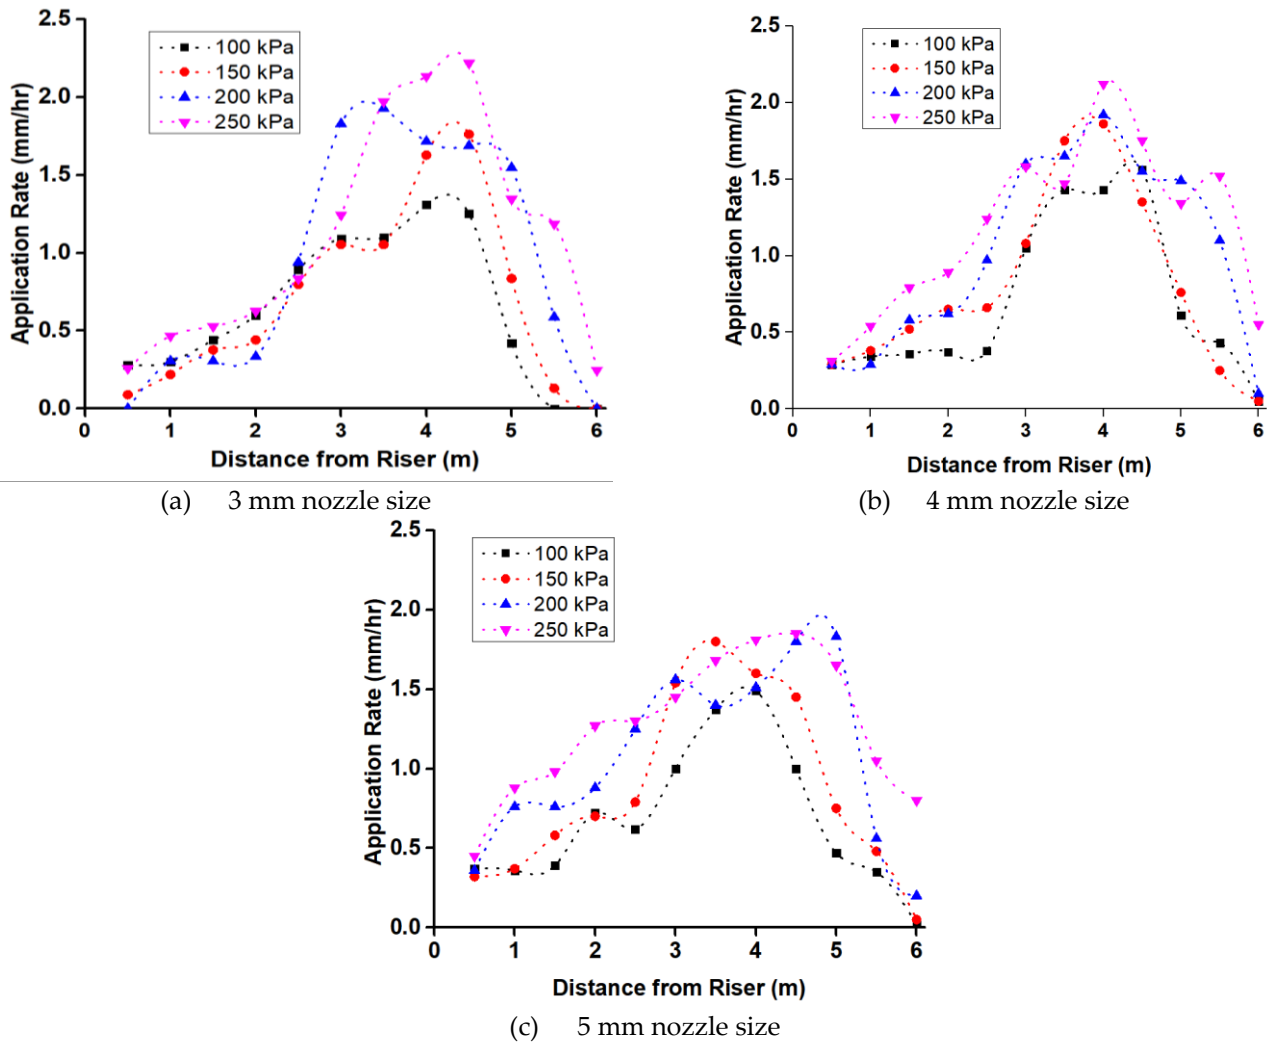 2.5
2.0
1.5
1.0
0.5
0.0
Application Rate (mm/hr)
100 kPa
150 kPa
200 kPa
250 kPa
0 1 2 3 4 5 6
Distance from Riser (m)
(a) 3 mm nozzle size
2.5
2.0
1.5
1.0
0.5
0.0
Application Rate (mm/hr)
100 kPa
150 kPa
200 kPa
250 kPa
0 1 2 3 4 5 6
Distance from Riser (m)
(b) 4 mm nozzle size
2.5
2.0
1.5
1.0
0.5
0.0
Application Rate (mm/hr)
100 kPa
150 kPa
200 kPa
250 kPa
0 1 2 3 4 5 6
Distance from Riser (m)
(c) 5 mm nozzle size